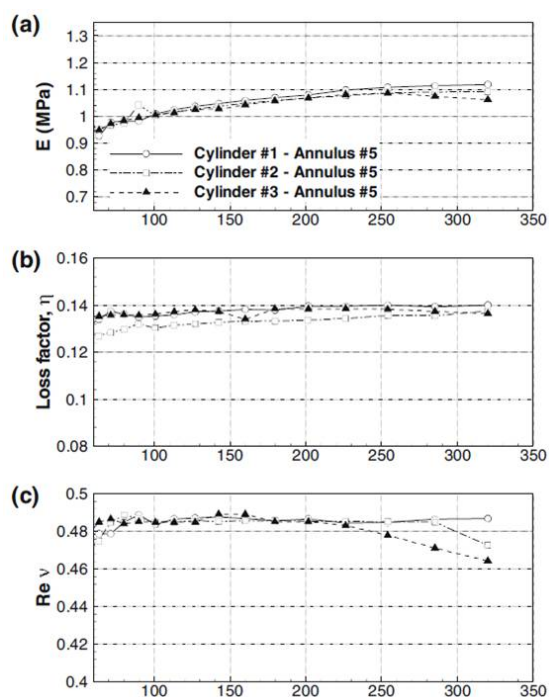 (a)
E (MPa)
1.3
1.2
1.1
1
0.9
0.8
0.7
Cylinder #1 - Annulus #5
Cylinder #2 - Annulus #5
Cylinder #3 - Annulus #5
100 150 200 250 300 350
(b)
Loss factor, η
0.16
0.14
0.12
0.1
0.08
100 150 200 250 300 350
(c)
Re ν
0.5
0.48
0.46
0.44
0.42
0.4
100 150 200 250 300 350